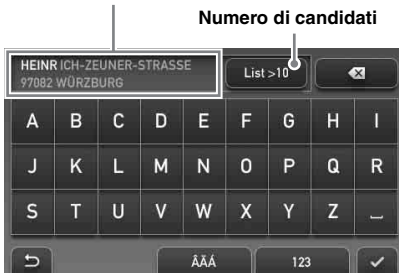 Numero di candidati
HEINRICH-ZEUNER-STRASSE
97082 WÜRZBURG
List >10
A B C D E F G H I
J K L M N O P Q R
S T U V W X Y Z _
ÂÄÁ 123